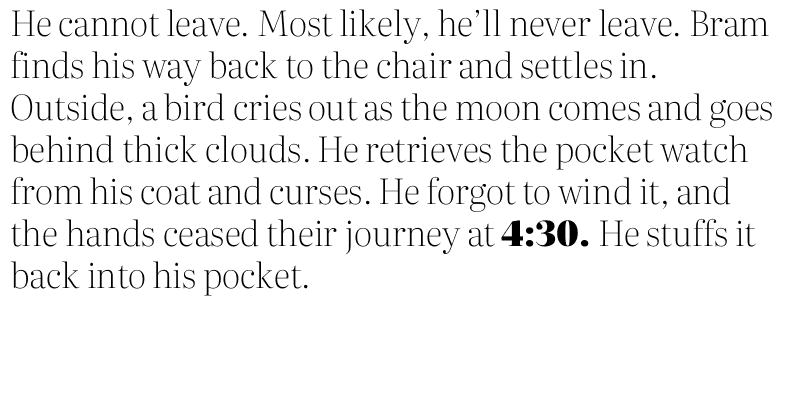 He cannot leave. Most likely, he’ll never leave. Bram
finds his way back to the chair and settles in.
Outside, a bird cries out as the moon comes and goes
behind thick clouds. He retrieves the pocket watch
from his coat and curses. He forgot to wind it, and
the hands ceased their journey at 4:30. He stuffs it
back into his pocket.